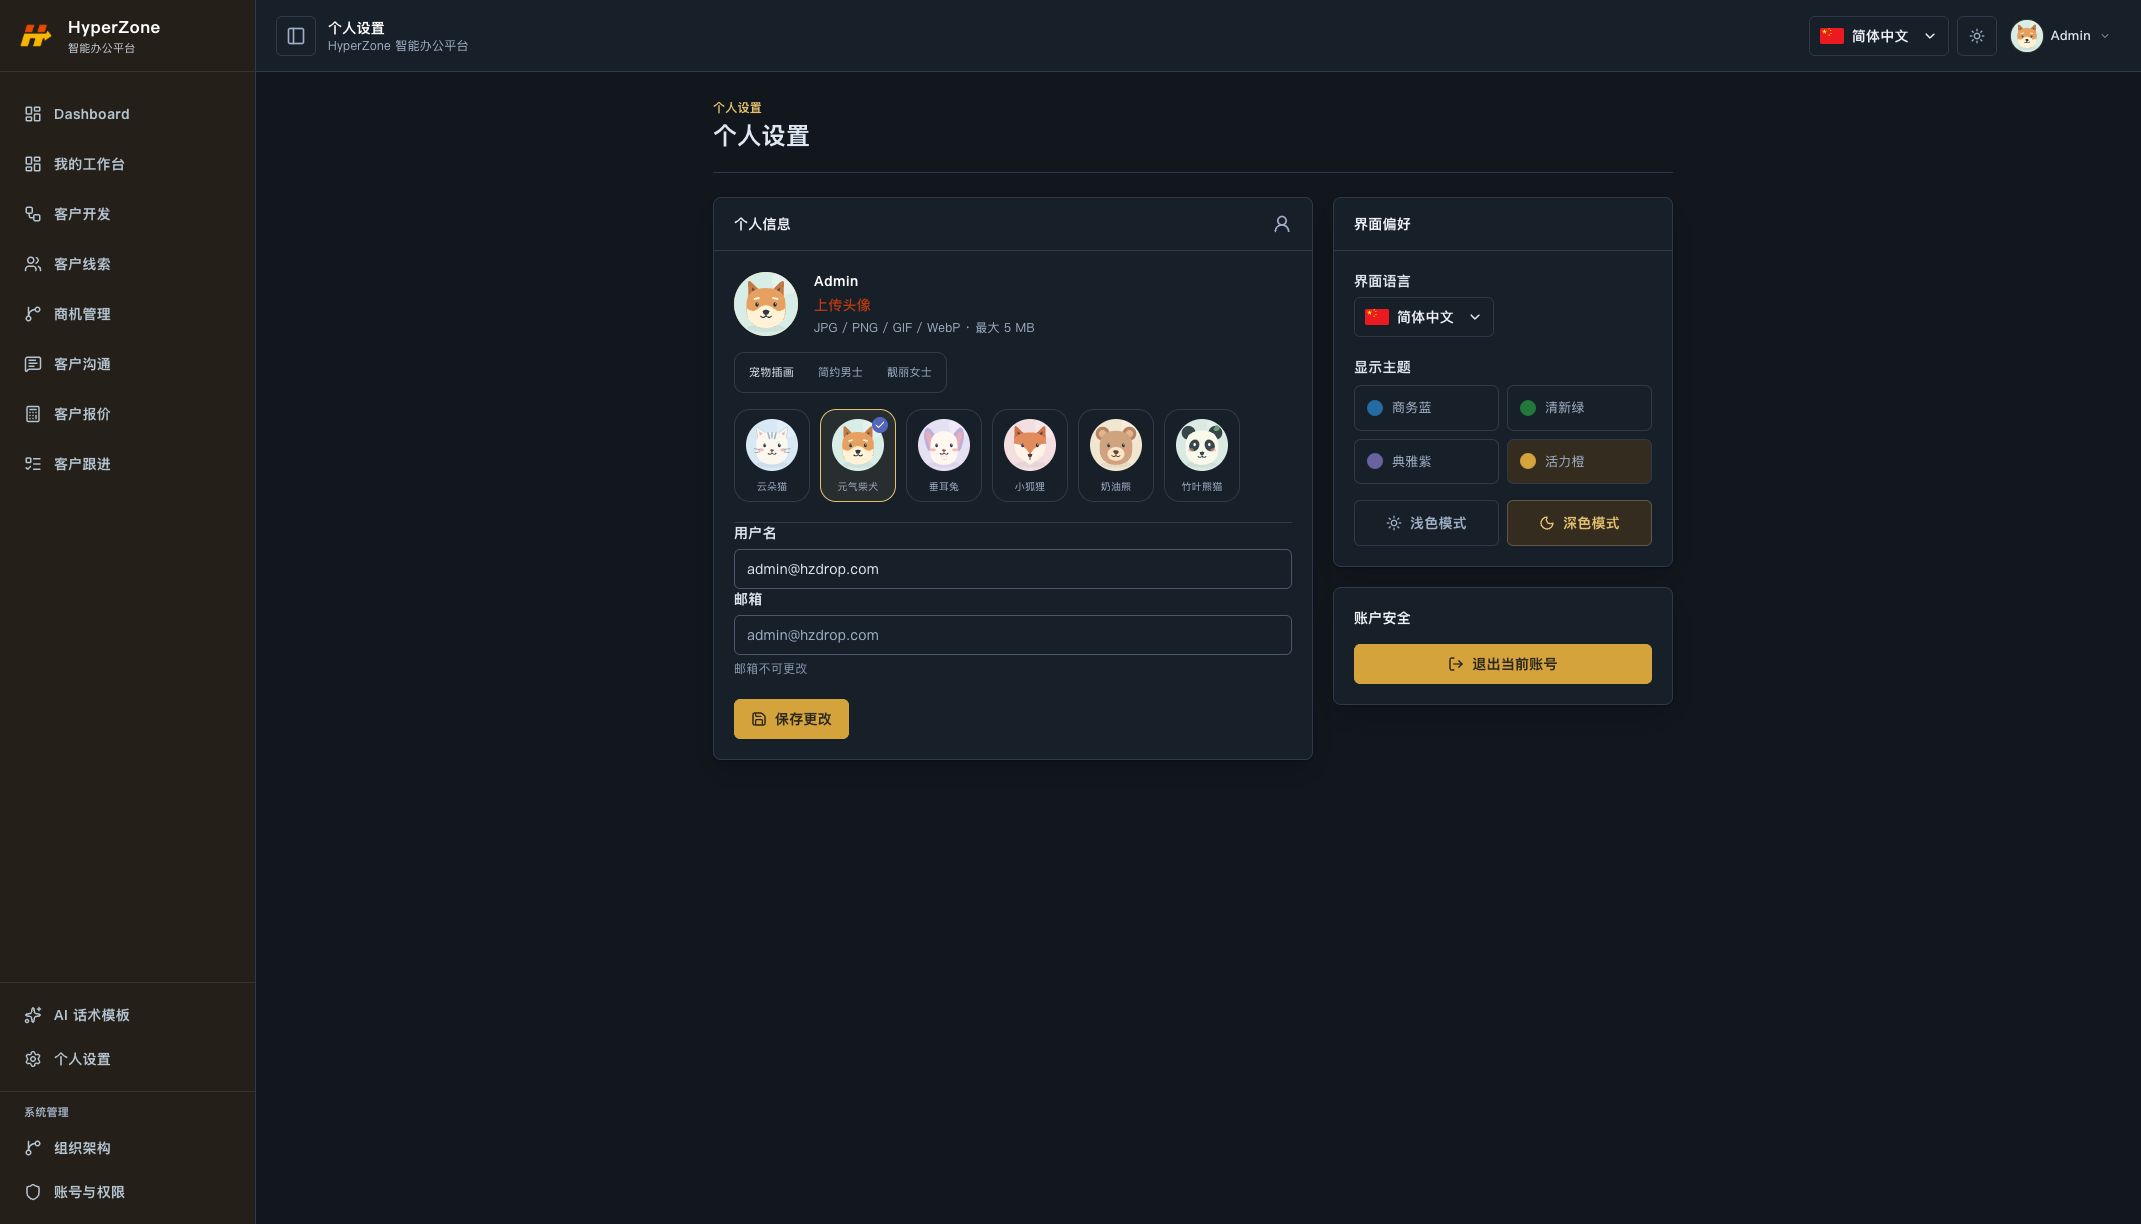 HyperZone
智能办公平台
Dashboard
我的工作台
客户开发
客户线索
商机管理
客户沟通
客户报价
客户跟进
AI 话术模板
个人设置
系统管理
组织架构
账号与权限
个人设置
HyperZone 智能办公平台
简体中文
Admin
个人设置
个人设置
个人信息
Admin
上传头像
JPG / PNG / GIF / WebP · 最大 5 MB
宠物插画 简约男士 靓丽女士
云朵猫 元气柴犬 垂耳兔 小狐狸 奶油熊 竹叶熊猫
用户名
admin@hzdrop.com
邮箱
admin@hzdrop.com
邮箱不可更改
保存更改
界面偏好
界面语言
简体中文
显示主题
商务蓝 清新绿
典雅紫 活力橙
浅色模式 深色模式
账户安全
退出当前账号